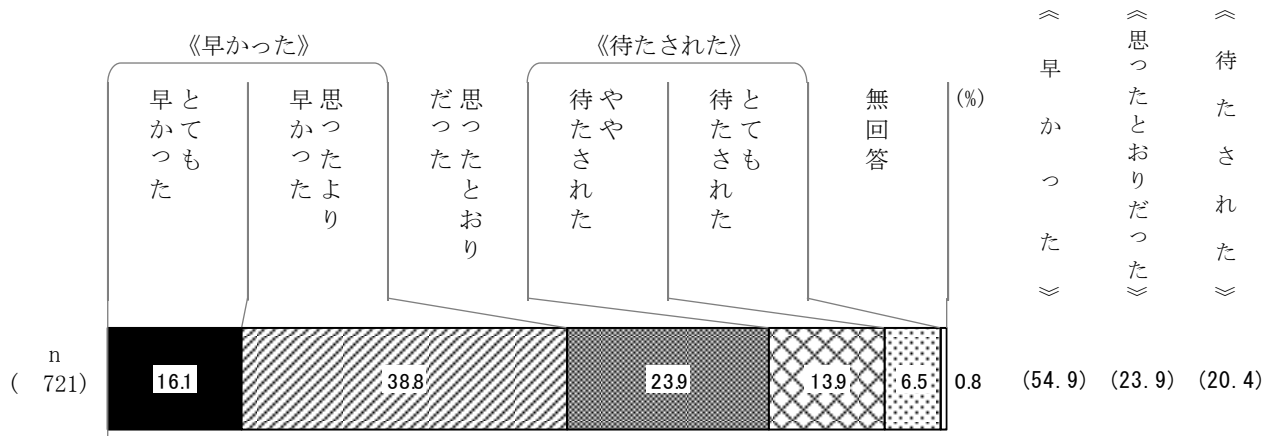 《早かった》
《待たされた》
とても
早かった
思ったより
早かった
思ったとおり
だった
やや
待たされた
とても
待たされた
無回答
(%)
《早かった》
《思ったとおりだった》
《待たされた》
n
( 721)
16.1
38.8
23.9
13.9
6.5
0.8
(54.9)
(23.9)
(20.4)